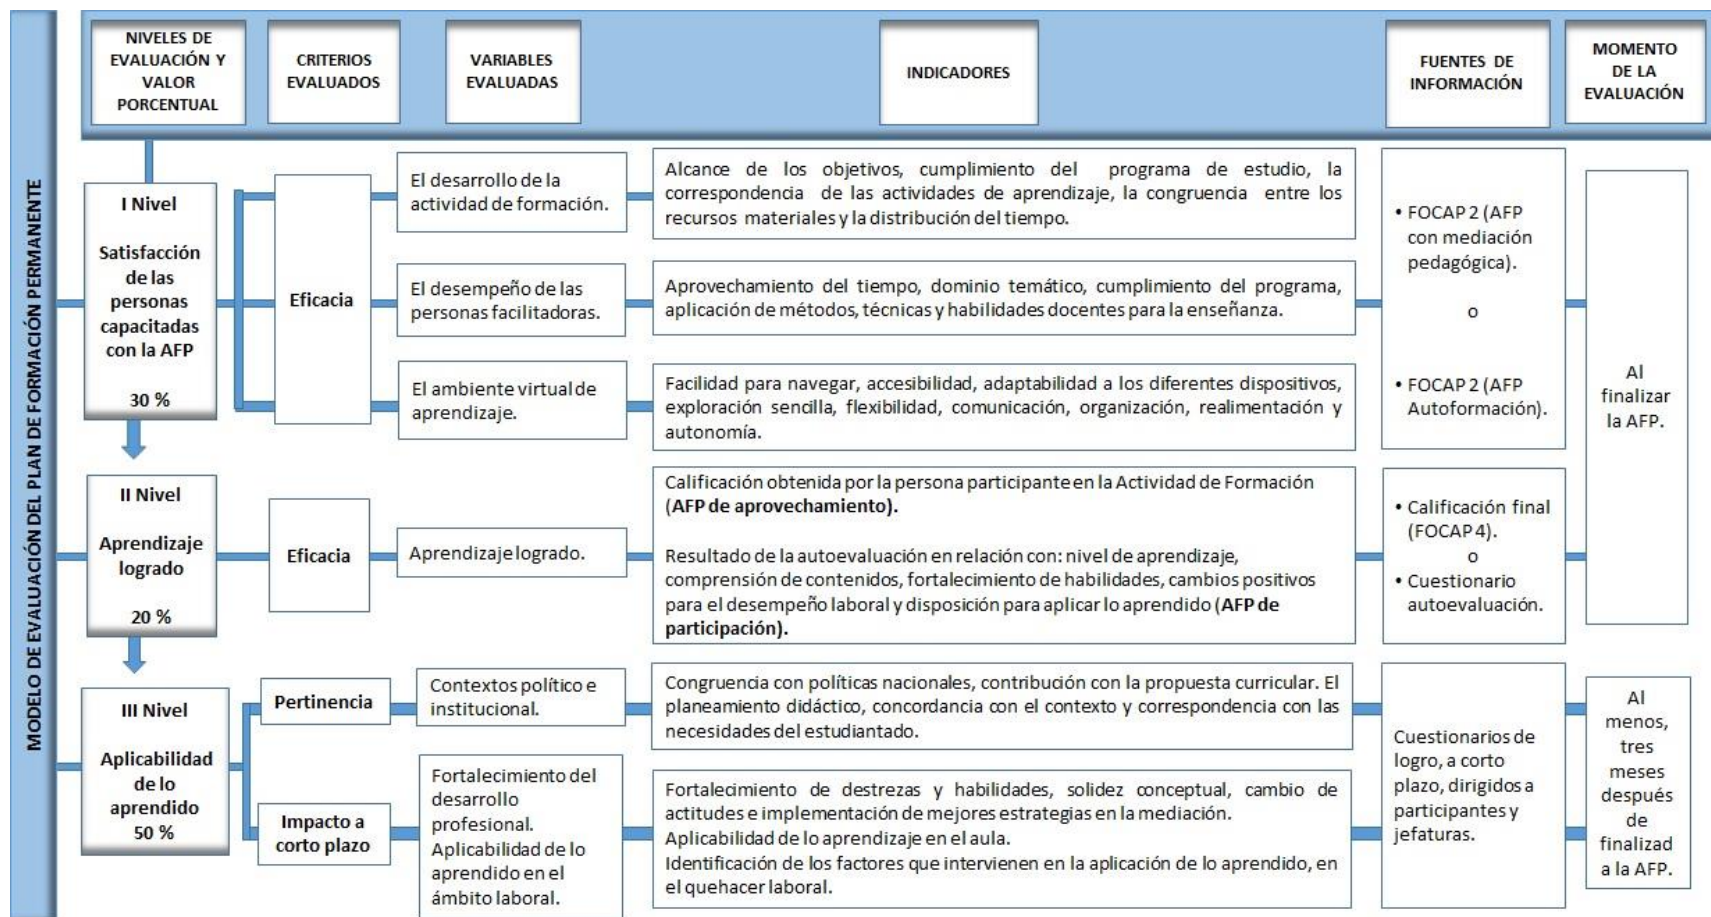 NIVELES DE
EVALUACIÓN Y
VALOR
PORCENTUAL
CRITERIOS
EVALUADOS
VARIABLES
EVALUADAS
INDICADORES
FUENTES DE
INFORMACIÓN
MOMENTO
DE LA
EVALUACIÓN
MODELO DE EVALUACIÓN DEL PLAN DE FORMACIÓN PERMANENTE
I Nivel
Satisfacción
de las
personas
capacitadas
con la AFP
30 %
Eficacia
El desarrollo de la
actividad de formación.
Alcance de los objetivos, cumplimiento del programa de estudio, la
correspondencia de las actividades de aprendizaje, la congruencia entre los
recursos materiales y la distribución del tiempo.
El desempeño de las
personas facilitadoras.
Aprovechamiento del tiempo, dominio temático, cumplimiento del programa,
aplicación de métodos, técnicas y habilidades docentes para la enseñanza.
El ambiente virtual de
aprendizaje.
Facilidad para navegar, accesibilidad, adaptabilidad a los diferentes dispositivos,
exploración sencilla, flexibilidad, comunicación, organización, realimentación y
autonomía.
• FOCAP 2 (AFP
con mediación
pedagógica).
o
• FOCAP 2 (AFP
Autoformación).
Al
finalizar
la AFP.
II Nivel
Aprendizaje
logrado
20 %
Eficacia
Aprendizaje logrado.
Calificación obtenida por la persona participante en la Actividad de Formación
(AFP de aprovechamiento).
Resultado de la autoevaluación en relación con: nivel de aprendizaje,
comprensión de contenidos, fortalecimiento de habilidades, cambios positivos
para el desempeño laboral y disposición para aplicar lo aprendido (AFP de
participación).
• Calificación final
(FOCAP 4).
o
• Cuestionario
autoevaluación.
III Nivel
Aplicabilidad
de lo
aprendido
50 %
Pertinencia
Contextos político e
institucional.
Congruencia con políticas nacionales, contribución con la propuesta curricular. El
planeamiento didáctico, concordancia con el contexto y correspondencia con las
necesidades del estudiantado.
Impacto a
corto plazo
Fortalecimiento del
desarrollo
profesional.
Aplicabilidad de lo
aprendido en el
ámbito laboral.
Fortalecimiento de destrezas y habilidades, solidez conceptual, cambio de
actitudes e implementación de mejores estrategias en la mediación.
Aplicabilidad de lo aprendizaje en el aula.
Identificación de los factores que intervienen en la aplicación de lo aprendido, en
el quehacer laboral.
Cuestionarios de
logro, a corto
plazo, dirigidos a
participantes y
jefaturas.
Al
menos,
tres
meses
después
de
finalizad
a la AFP.